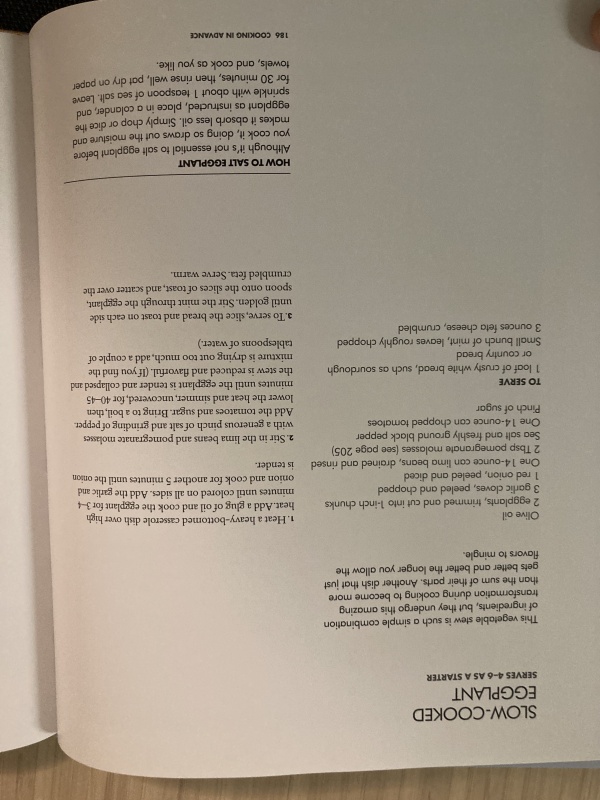 SLOW-COOKED
EGGPLANT
SERVES 4–6 AS A STARTER
This vegetable stew is such a simple combination
of ingredients, but they undergo this amazing
transformation during cooking to become more
than the sum of their parts. Another dish that just
gets better and better the longer you allow the
flavors to mingle.
Olive oil
2 eggplants, trimmed and cut into 1-inch chunks
3 garlic cloves, peeled and chopped
1 red onion, peeled and diced
One 14-ounce can lima beans, drained and rinsed
2 Tbsp pomegranate molasses (see page 205)
Sea salt and freshly ground black pepper
One 14-ounce can chopped tomatoes
Pinch of sugar
TO SERVE
1 loaf of crusty white bread, such as sourdough
or country bread
Small bunch of mint, leaves roughly chopped
3 ounces feta cheese, crumbled
1. Heat a heavy-bottomed casserole dish over high
heat. Add a glug of oil and cook the eggplant for 3–4
minutes until colored on all sides. Add the garlic and
onion and cook for another 5 minutes until the onion
is tender.
2. Stir in the lima beans and pomegranate molasses
with a generous pinch of salt and grinding of pepper.
Add the tomatoes and sugar. Bring to a boil, then
lower the heat and simmer, uncovered, for 40–45
minutes until the eggplant is tender and collapsed and
the stew is reduced and flavorful. (If you find the
mixture is drying out too much, add a couple of
tablespoons of water.)
3. To serve, slice the bread and toast on each side
until golden. Stir the mint through the eggplant,
spoon onto the slices of toast, and scatter over the
crumbled feta. Serve warm.
HOW TO SALT EGGPLANT
Although it's not essential to salt eggplant before
you cook it, doing so draws out the moisture and
makes it absorb less oil. Simply chop or dice the
eggplant as instructed, place in a colander, and
sprinkle with about 1 teaspoon of sea salt. Leave
for 30 minutes, then rinse well, pat dry on paper
towels, and cook as you like.
186 COOKING IN ADVANCE